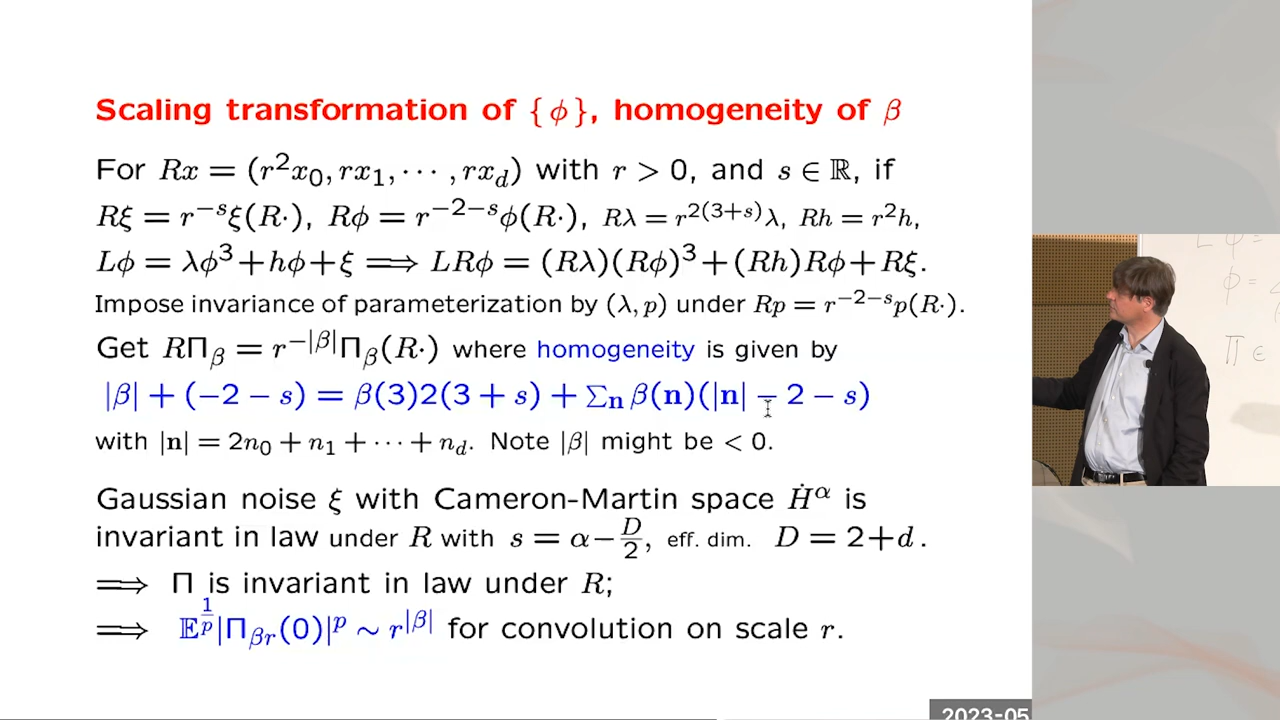 Scaling transformation of {ϕ}, homogeneity of β
For Rx = (r²x₀, rx₁, ··· , rx_d) with r > 0, and s ∈ ℝ, if
Rξ = r^{−s}ξ(R·), Rϕ = r^{−2−s}ϕ(R·), Rλ = r^{2(3+s)}λ, Rh = r²h,
Lϕ = λϕ³+hϕ+ξ ⟹ LRϕ = (Rλ)(Rϕ)³+(Rh)Rϕ+Rξ.
Impose invariance of parameterization by (λ, p) under Rp = r^{−2−s}p(R·).
Get RΠ_β = r^{−|β|}Π_β(R·) where homogeneity is given by
|β| + (−2 − s) = β(3)2(3 + s) + Σ_n β(n)(|n| − 2 − s)
with |n| = 2n₀ + n₁ + ··· + n_d. Note |β| might be < 0.
Gaussian noise ξ with Cameron-Martin space Ḣ^α is
invariant in law under R with s = α−D/2, eff. dim. D = 2+d.
⟹ Π is invariant in law under R;
⟹ 𝔼^{1/p}|Π_{βr}(0)|^p ∼ r^{|β|} for convolution on scale r.
L ϕ =
ϕ =
Π ∈
2023-05